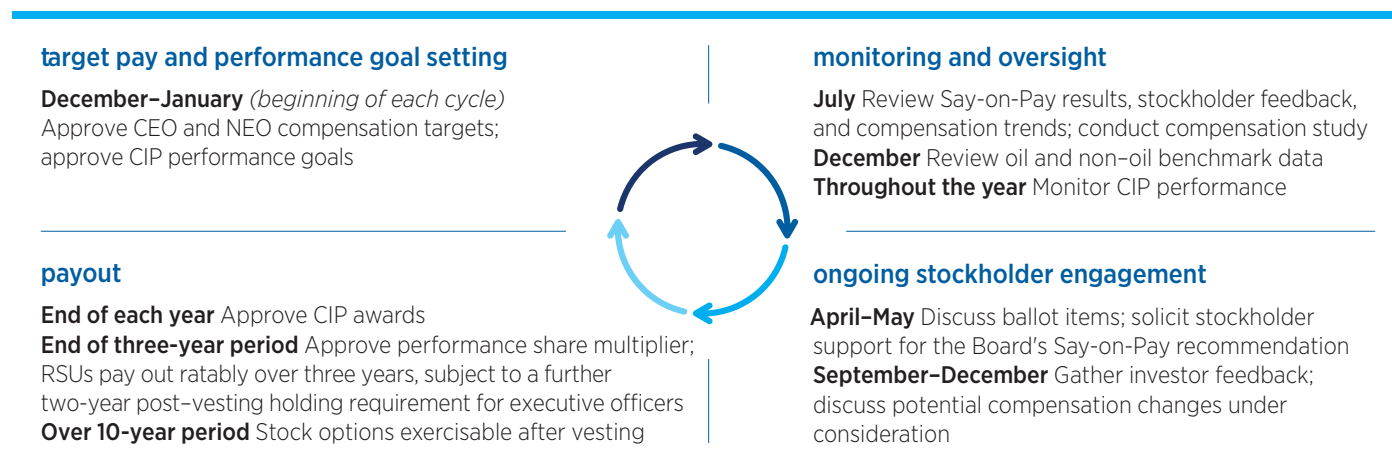 target pay and performance goal setting
December–January (beginning of each cycle)
Approve CEO and NEO compensation targets;
approve CIP performance goals
monitoring and oversight
July Review Say-on-Pay results, stockholder feedback,
and compensation trends; conduct compensation study
December Review oil and non–oil benchmark data
Throughout the year Monitor CIP performance
payout
End of each year Approve CIP awards
End of three-year period Approve performance share multiplier;
RSUs pay out ratably over three years, subject to a further
two-year post–vesting holding requirement for executive officers
Over 10-year period Stock options exercisable after vesting
ongoing stockholder engagement
April–May Discuss ballot items; solicit stockholder
support for the Board's Say-on-Pay recommendation
September–December Gather investor feedback;
discuss potential compensation changes under
consideration